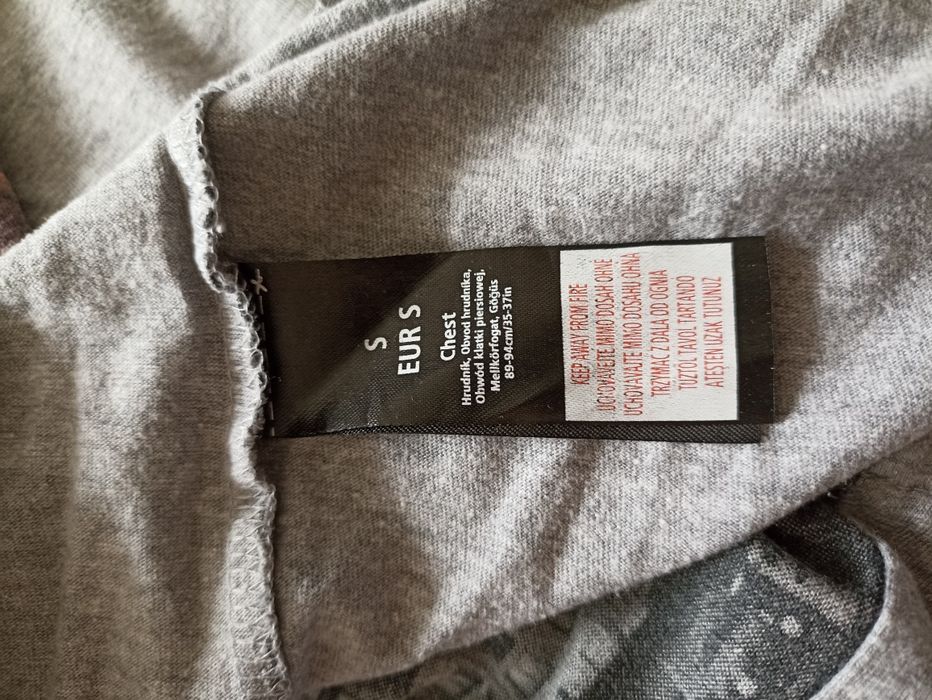 S
EUR S
Chest
Hrudník, Obvod hrudníka,
Obwód klatki piersiowej,
Mellkörfogat, Göğüs
89-94cm/35-37in
KEEP AWAY FROM FIRE
UCHOVÁVEJTE MIMO DOSAH OHNĚ
UCHOVÁVAJTE MIMO DOSAHU OHŇA
TRZYMAĆ Z DALA OD OGNIA
TŰZTŐL TÁVOL TARTANDÓ
ATEŞTEN UZAK TUTUNUZ